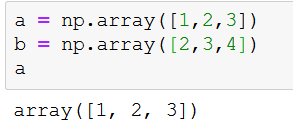 a = np.array([1,2,3])
b = np.array([2,3,4])
a
array([1, 2, 3])